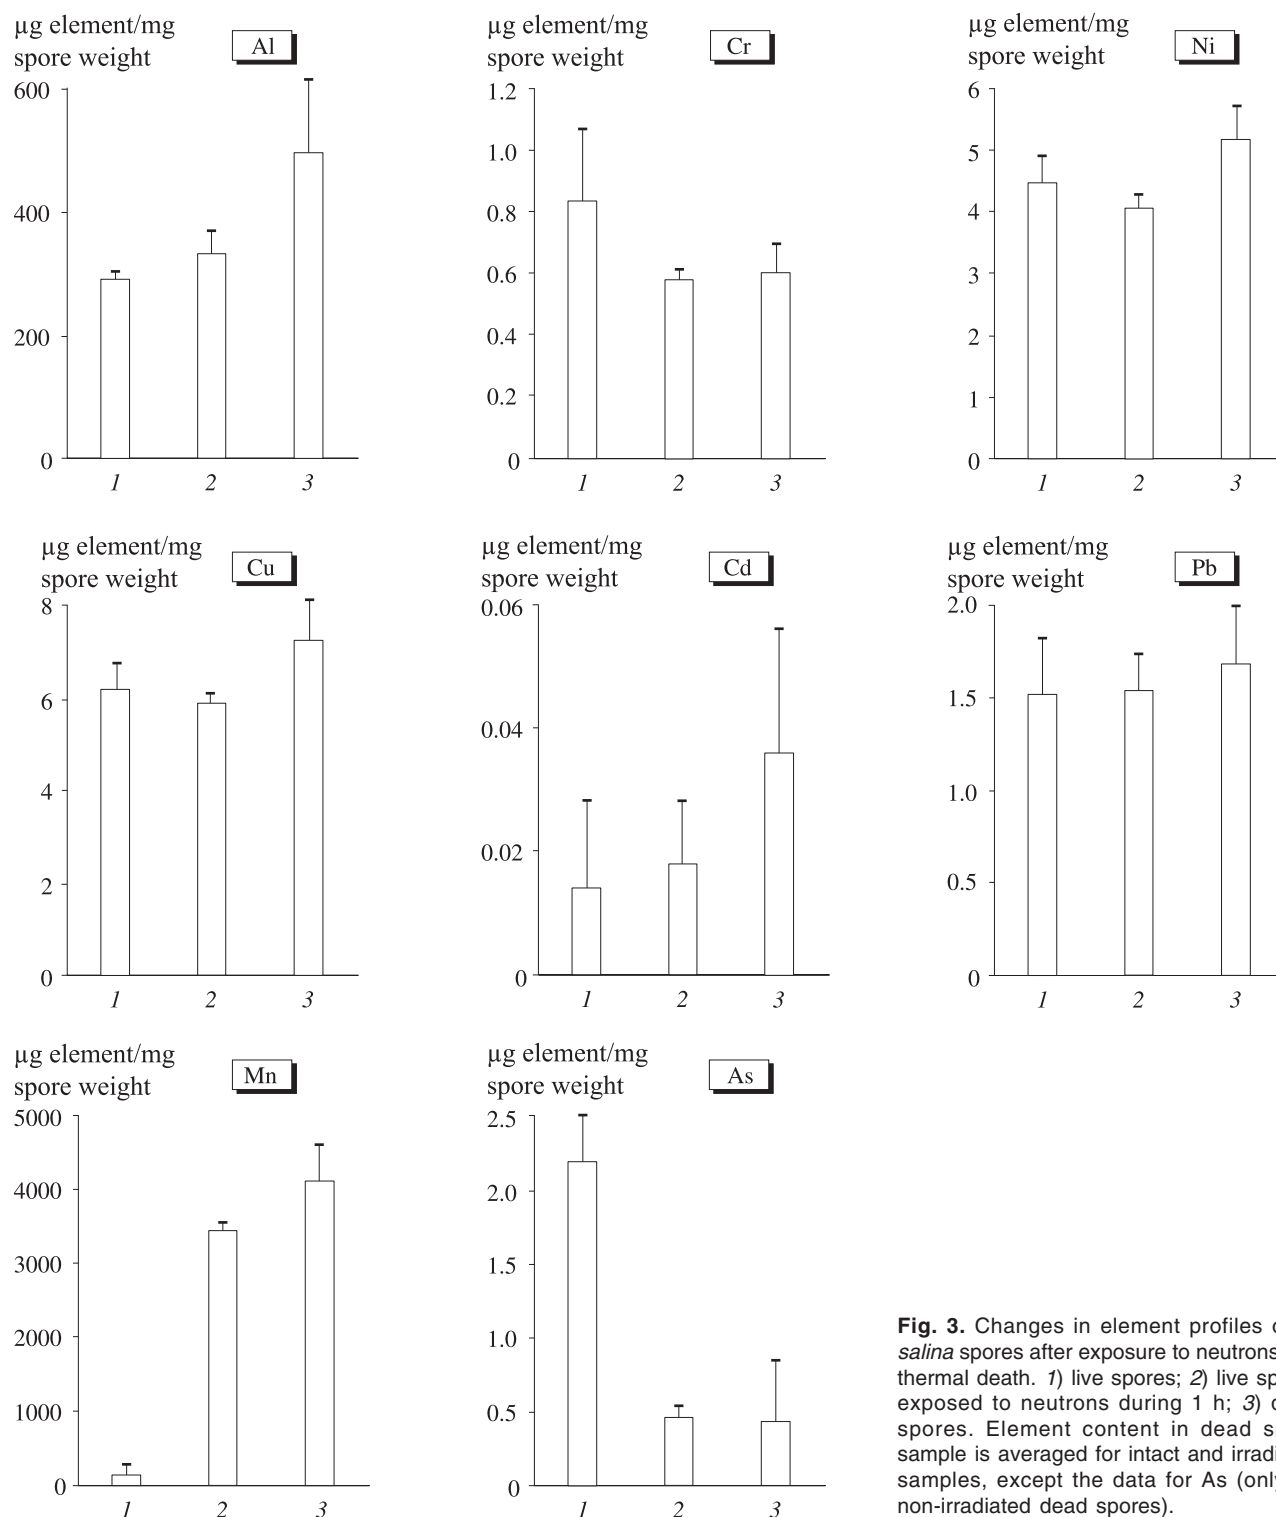 µg element/mg
spore weight
Al
600
400
200
0
1 2 3
µg element/mg
spore weight
Cr
1.2
1.0
0.8
0.6
0.4
0.2
0
1 2 3
µg element/mg
spore weight
Ni
6
5
4
3
2
1
0
1 2 3
µg element/mg
spore weight
Cu
8
6
4
2
0
1 2 3
µg element/mg
spore weight
Cd
0.06
0.04
0.02
0
1 2 3
µg element/mg
spore weight
Pb
2.0
1.5
1.0
0.5
0
1 2 3
µg element/mg
spore weight
Mn
5000
4000
3000
2000
1000
0
1 2 3
µg element/mg
spore weight
As
2.5
2.0
1.5
1.0
0.5
0
1 2 3
Fig. 3. Changes in element profiles
salina spores after exposure to neutrons
thermal death. 1) live spores; 2) live
exposed to neutrons during 1 h; 3)
spores. Element content in dead
sample is averaged for intact and
samples, except the data for As
non-irradiated dead spores).